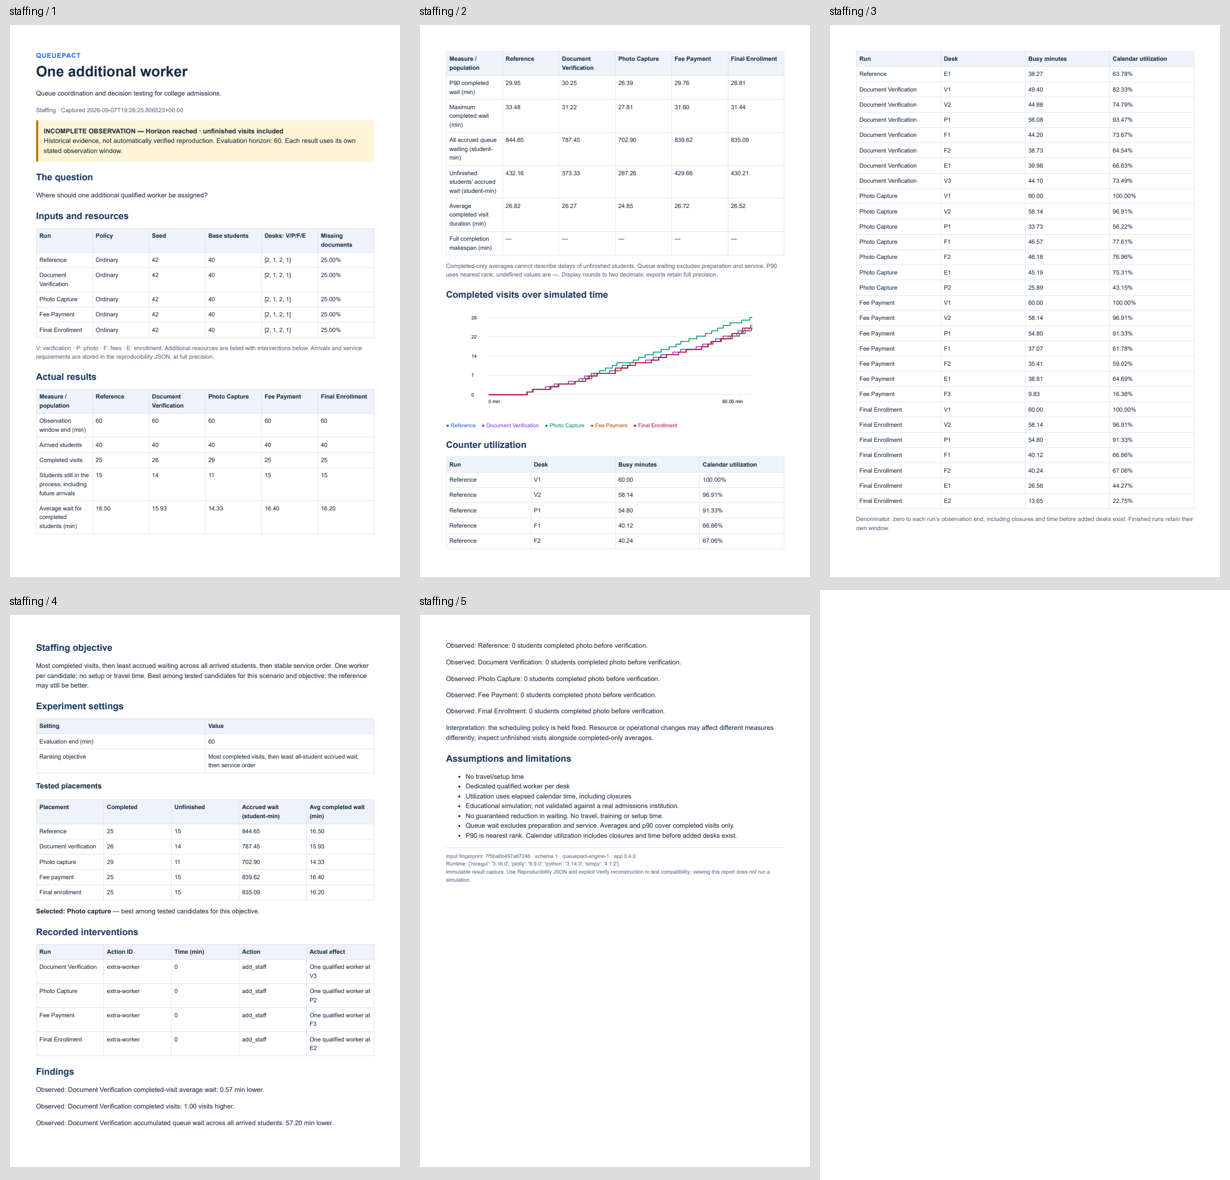 staffing / 1
QUEUEPACT
One additional worker
Queue coordination and decision testing for college admissions.
Staffing · Captured 2026-09-07T19:26:25.806523+00:00
INCOMPLETE OBSERVATION — Horizon reached · unfinished visits included
Historical evidence, not automatically verified reproduction. Evaluation horizon: 60. Each result uses its own
stated observation window.
The question
Where should one additional qualified worker be assigned?
Inputs and resources
Run Policy Seed Base students Desks: V/P/F/E Missing documents
Reference Ordinary 42 40 [2, 1, 2, 1] 25.00%
Document Verification Ordinary 42 40 [2, 1, 2, 1] 25.00%
Photo Capture Ordinary 42 40 [2, 1, 2, 1] 25.00%
Fee Payment Ordinary 42 40 [2, 1, 2, 1] 25.00%
Final Enrollment Ordinary 42 40 [2, 1, 2, 1] 25.00%
V: verification · P: photo · F: fees · E: enrollment. Additional resources are listed with interventions below. Arrivals and service
requirements are stored in the reproducibility JSON, at full precision.
Actual results
Measure / population Reference Document Verification Photo Capture Fee Payment Final Enrollment
Observation window end (min) 60 60 60 60 60
Arrived students 40 40 40 40 40
Completed visits 25 26 29 25 25
Students still in the process, including future arrivals 15 14 11 15 15
Average wait for completed students (min) 16.50 15.93 14.33 16.40 16.20
staffing / 2
Measure / population Reference Document Verification Photo Capture Fee Payment Final Enrollment
P90 completed wait (min) 29.95 30.25 26.39 29.76 28.81
Maximum completed wait (min) 33.48 31.22 27.81 31.60 31.44
All accrued queue waiting (student-min) 844.65 787.45 702.90 839.62 835.09
Unfinished students' accrued wait (student-min) 432.16 373.33 287.26 429.66 430.21
Average completed visit duration (min) 26.82 26.27 24.85 26.72 26.52
Full completion makespan (min) — — — — —
Completed-only averages cannot describe delays of unfinished students. Queue waiting excludes preparation and service. P90
uses nearest rank; undefined values are —. Display rounds to two decimals; exports retain full precision.
Completed visits over simulated time
29
22
14
7
0
0 min 60.00 min
Reference Document Verification Photo Capture Fee Payment Final Enrollment
Counter utilization
Run Desk Busy minutes Calendar utilization
Reference V1 60.00 100.00%
Reference V2 58.14 96.91%
Reference P1 54.80 91.33%
Reference F1 40.12 66.86%
Reference F2 40.24 67.06%
staffing / 3
Run Desk Busy minutes Calendar utilization
Reference E1 38.27 63.78%
Document Verification V1 49.40 82.33%
Document Verification V2 44.88 74.79%
Document Verification P1 56.08 93.47%
Document Verification F1 44.20 73.67%
Document Verification F2 38.73 64.54%
Document Verification E1 39.98 66.63%
Document Verification V3 44.10 73.49%
Photo Capture V1 60.00 100.00%
Photo Capture V2 58.14 96.91%
Photo Capture P1 33.73 56.22%
Photo Capture F1 46.57 77.61%
Photo Capture F2 46.18 76.96%
Photo Capture E1 45.19 75.31%
Photo Capture P2 25.89 43.15%
Fee Payment V1 60.00 100.00%
Fee Payment V2 58.14 96.91%
Fee Payment P1 54.80 91.33%
Fee Payment F1 37.07 61.78%
Fee Payment F2 35.41 59.02%
Fee Payment E1 38.81 64.69%
Fee Payment F3 9.83 16.38%
Final Enrollment V1 60.00 100.00%
Final Enrollment V2 58.14 96.91%
Final Enrollment P1 54.80 91.33%
Final Enrollment F1 40.12 66.86%
Final Enrollment F2 40.24 67.06%
Final Enrollment E1 26.56 44.27%
Final Enrollment E2 13.65 22.75%
Denominator: zero to each run's observation end, including closures and time before added desks exist. Finished runs retain their
own window.
staffing / 4
Staffing objective
Most completed visits, then least accrued waiting across all arrived students, then stable service order. One worker
per candidate; no setup or travel time. Best among tested candidates for this scenario and objective; the reference
may still be better.
Experiment settings
Setting Value
Evaluation end (min) 60
Ranking objective Most completed visits, then least all-student accrued wait, then service order
Tested placements
Placement Completed Unfinished Accrued wait (student-min) Avg completed wait (min)
Reference 25 15 844.65 16.50
Document verification 26 14 787.45 15.93
Photo capture 29 11 702.90 14.33
Fee payment 25 15 839.62 16.40
Final enrollment 25 15 835.09 16.20
Selected: Photo capture — best among tested candidates for this objective.
Recorded interventions
Run Action ID Time (min) Action Actual effect
Document Verification extra-worker 0 add_staff One qualified worker at V3
Photo Capture extra-worker 0 add_staff One qualified worker at P2
Fee Payment extra-worker 0 add_staff One qualified worker at F3
Final Enrollment extra-worker 0 add_staff One qualified worker at E2
Findings
Observed: Document Verification completed-visit average wait: 0.57 min lower.
Observed: Document Verification completed visits: 1.00 visits higher.
Observed: Document Verification accumulated queue wait across all arrived students: 57.20 min lower.
staffing / 5
Observed: Reference: 0 students completed photo before verification.
Observed: Document Verification: 0 students completed photo before verification.
Observed: Photo Capture: 0 students completed photo before verification.
Observed: Fee Payment: 0 students completed photo before verification.
Observed: Final Enrollment: 0 students completed photo before verification.
Interpretation: the scheduling policy is held fixed. Resource or operational changes may affect different measures
differently; inspect unfinished visits alongside completed-only averages.
Assumptions and limitations
• No travel/setup time
• Dedicated qualified worker per desk
• Utilization uses elapsed calendar time, including closures
• Educational simulation; not validated against a real admissions institution.
• No guaranteed reduction in waiting. No travel, training or setup time.
• Queue wait excludes preparation and service. Averages and p90 cover completed visits only.
• P90 is nearest rank. Calendar utilization includes closures and time before added desks exist.
Input fingerprint: 7f5ba6b497a67246 · schema 1 · queuepact-engine-1 · app 0.4.0
Runtime: {'nicegui': '3.16.0', 'plotly': '6.9.0', 'python': '3.14.3', 'simpy': '4.1.2'}
Immutable result capture. Use Reproducibility JSON and explicit Verify reconstruction to test compatibility; viewing this report does not run a
simulation.